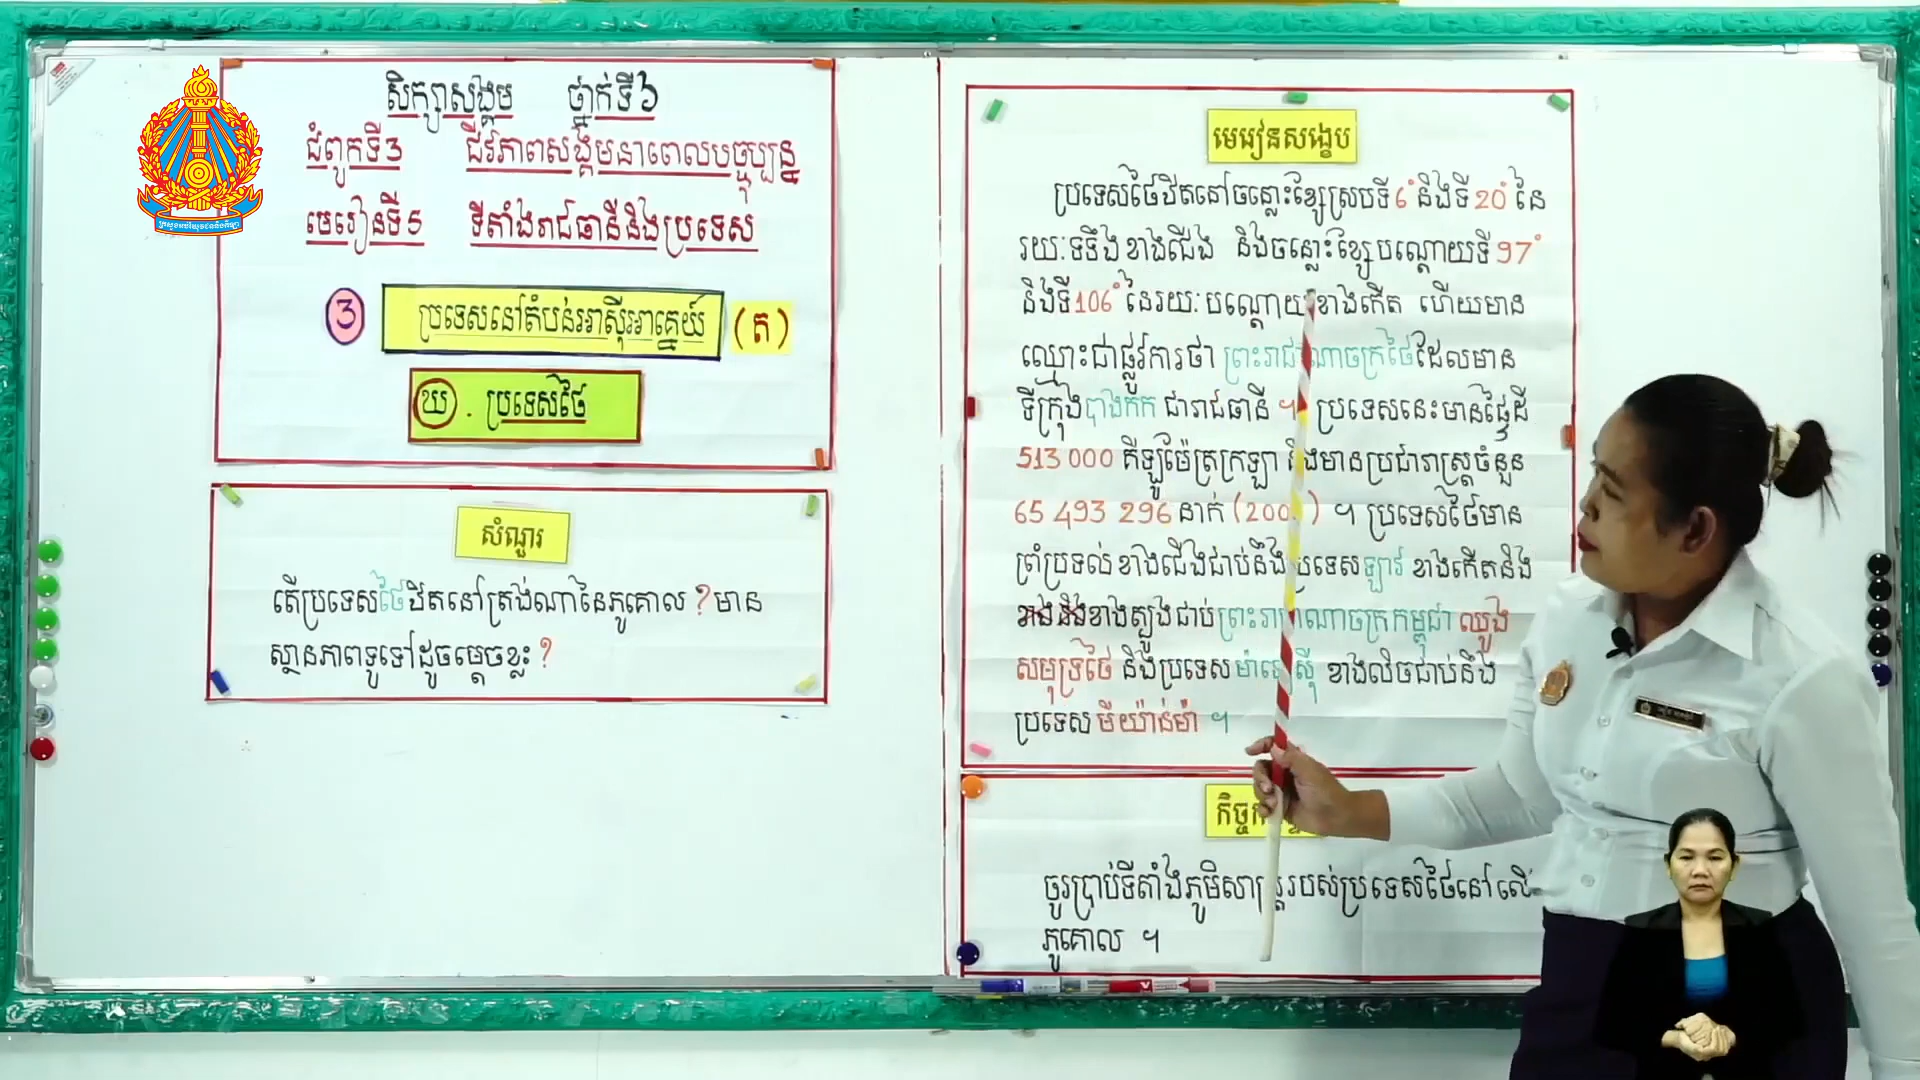 សិក្សាសង្គម ថ្នាក់ទី៦
ជំពូកទី3 ជីវភាពសង្គមនាពេលបច្ចុប្បន្ន
មេរៀនទី5 ទីតាំងរាជធានីនិងប្រទេស
3 ប្រទេសនៅតំបន់អាស៊ីអាគ្នេយ៍ (ត)
ឃ . ប្រទេសថៃ
សំណួរ
តើប្រទេសថៃឋិតនៅត្រង់ណានៃភូគោល ? មាន
ស្ថានភាពទូទៅដូចម្តេចខ្លះ ?
មេរៀនសង្ខេប
ប្រទេសថៃឋិតនៅចន្លោះខ្សែស្របទី 6° និងទី 20° នៃ
រយៈទទឹងខាងជើង និងចន្លោះខ្សែបណ្តោយទី 97°
និងទី 106° នៃរយៈបណ្តោយខាងកើត ហើយមាន
ឈ្មោះជាផ្លូវការថា ព្រះរាជាណាចក្រថៃដែលមាន
ទីក្រុងបាងកក ជារាជធានី ។ ប្រទេសនេះមានផ្ទៃដី
513 000 គីឡូម៉ែត្រក្រឡា និងមានប្រជារាស្ត្រចំនួន
65 493 296 នាក់ (200 ) ។ ប្រទេសថៃមាន
ព្រំប្រទល់ខាងជើងជាប់នឹងប្រទេសឡាវ ខាងកើតនិង
ខាងត្បូងជាប់ព្រះរាជាណាចក្រកម្ពុជា ឈូង
សមុទ្រថៃ និងប្រទេសម៉ាឡេស៊ី ខាងលិចជាប់នឹង
ប្រទេស មីយ៉ាន់ម៉ា ។
ចូរប្រាប់ទីតាំងភូមិសាស្ត្ររបស់ប្រទេសថៃនៅលើ
ភូគោល ។